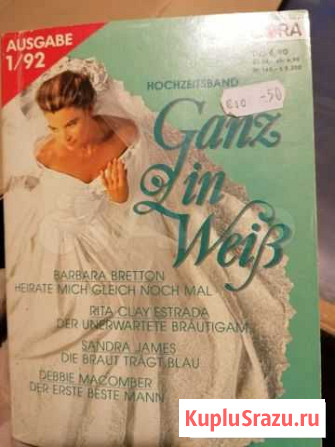 AUSGABE
1/92
CORA
HOCHZEITSBAND
-50
Ganz
in
Weiß
BARBARA BRETTON
HEIRATE MICH GLEICH NOCH MAL
RITA CLAY ESTRADA
DER UNERWARTETE BRÄUTIGAM
SANDRA JAMES
DIE BRAUT TRÄGT BLAU
DEBBIE MACOMBER
DER ERSTE BESTE MANN
KupluSrazu.ru